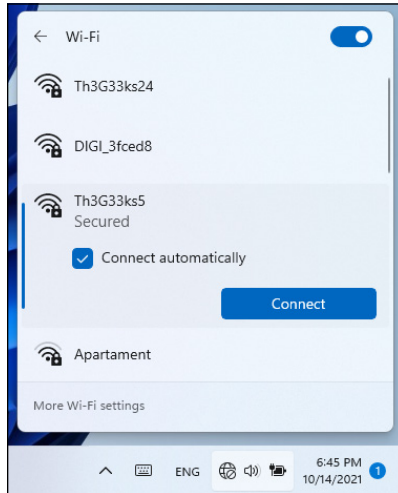 Wi-Fi
Th3G33ks24
DIGI_3fced8
Th3G33ks5
Secured
Connect automatically
Connect
Apartament
More Wi-Fi settings
ENG
6:45 PM
10/14/2021
1